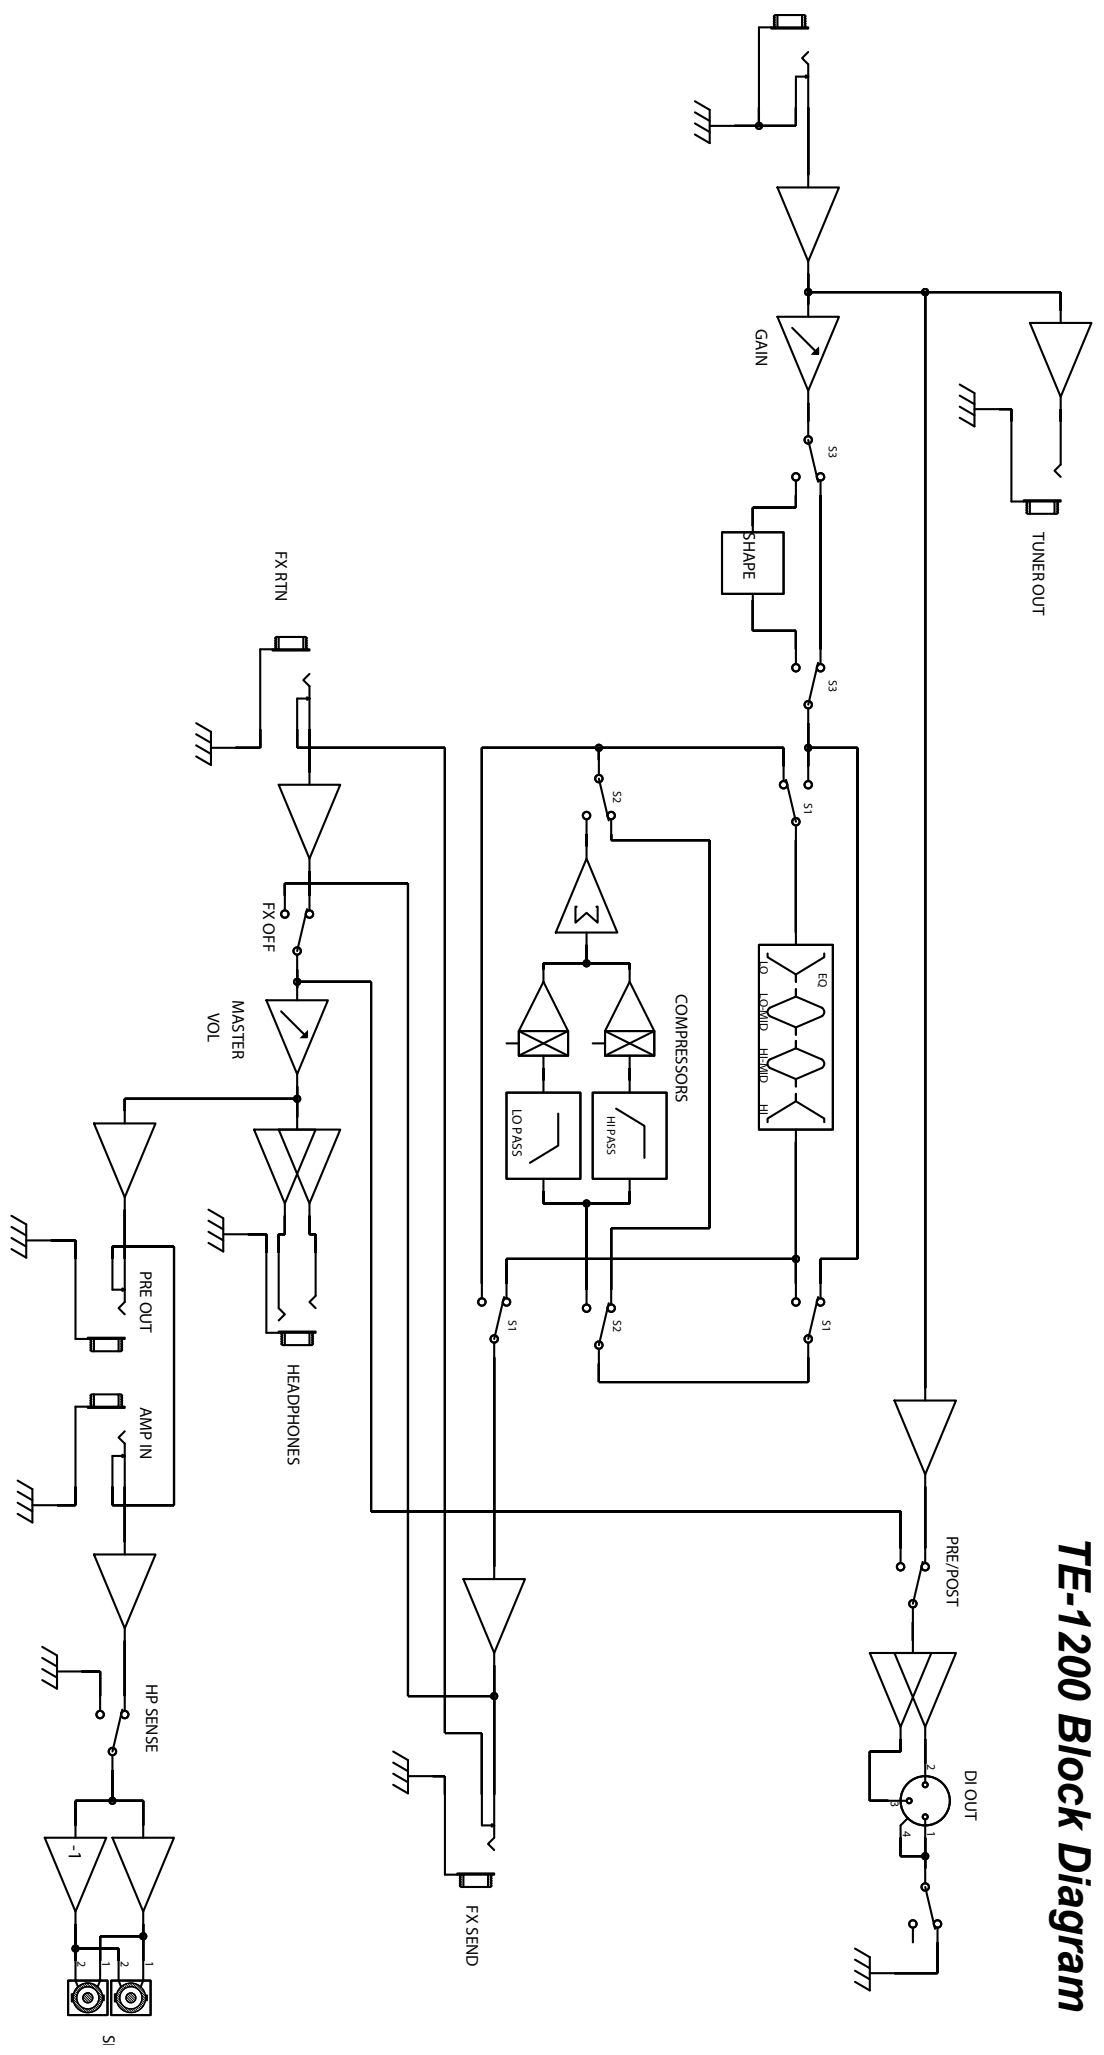 TE-1200 Block Diagram
TUNER OUT
GAIN
S3
SHAPE
S3
S1
EQ
LO
LO-MID
HI-MID
HI
S1
S2
Σ
COMPRESSORS
HI PASS
LO PASS
S2
S1
PRE/POST
DI OUT
2
3
1
4
FX RTN
FX OFF
MASTER
VOL
HEADPHONES
FX SEND
PRE OUT
AMP IN
HP SENSE
-1
1
2
1
2